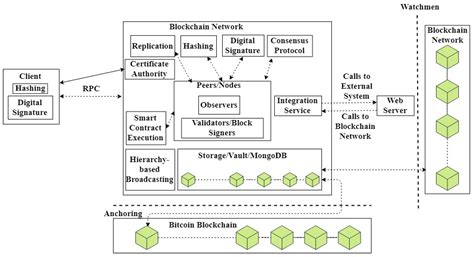 Watchmen
Blockchain Network
Replication
Hashing
Digital
Signature
Consensus
Protocol
Blockchain
Network
Client
Hashing
Digital
Signature
RPC
Certificate
Authority
Peers/Nodes
Observers
Validators/Block
Signers
Smart
Contract
Execution
Integration
Service
Calls to
External
System
Calls to
Blockchain
Network
Web
Server
Hierarchy-
based
Broadcasting
Storage/Vault/MongoDB
Anchoring
Bitcoin Blockchain